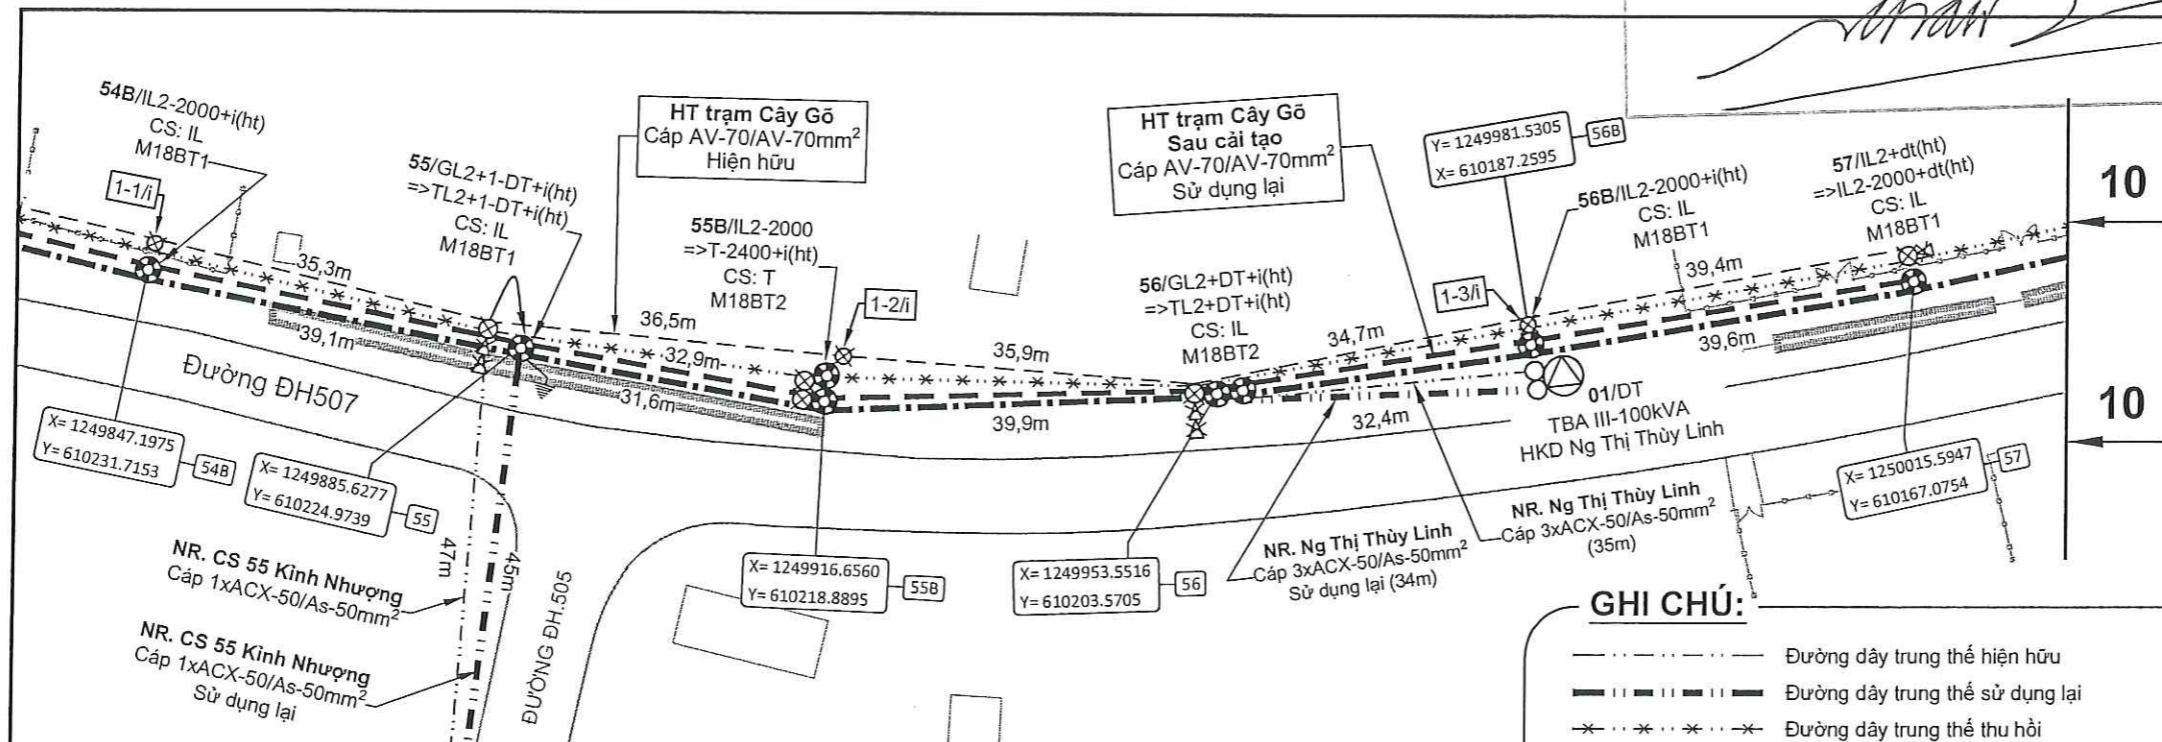 54B/IL2-2000+i(ht)
CS: IL
M18BT1
1-1/i
35,3m
39,1m
55/GL2+1-DT+i(ht)
=>TL2+1-DT+i(ht)
CS: IL
M18BT1
HT trạm Cây Gõ
Cáp AV-70/AV-70mm²
Hiện hữu
36,5m
32,9m
31,6m
55B/IL2-2000
=>T-2400+i(ht)
CS: T
M18BT2
1-2/i
35,9m
39,9m
HT trạm Cây Gõ
Sau cải tạo
Cáp AV-70/AV-70mm²
Sử dụng lại
56/GL2+DT+i(ht)
=>TL2+DT+i(ht)
CS: IL
M18BT2
34,7m
32,4m
Y= 1249981.5305
X= 610187.2595
56B
1-3/i
56B/IL2-2000+i(ht)
CS: IL
M18BT1
39,4m
39,6m
57/IL2+dt(ht)
=>IL2-2000+dt(ht)
CS: IL
M18BT1
10
10
01/DT
TBA III-100kVA
HKD Ng Thị Thùy Linh
Đường ĐH507
X= 1249847.1975
Y= 610231.7153
54B
X= 1249885.6277
Y= 610224.9739
55
X= 1249916.6560
Y= 610218.8895
55B
X= 1249953.5516
Y= 610203.5705
56
X= 1250015.5947
Y= 610167.0754
57
NR. CS 55 Kỉnh Nhượng
Cáp 1xACX-50/As-50mm²
NR. CS 55 Kỉnh Nhượng
Cáp 1xACX-50/As-50mm²
Sử dụng lại
47m
45m
ĐƯỜNG ĐH.505
NR. Ng Thị Thùy Linh
Cáp 3xACX-50/As-50mm²
Sử dụng lại (34m)
NR. Ng Thị Thùy Linh
Cáp 3xACX-50/As-50mm²
(35m)
GHI CHÚ:
Đường dây trung thế hiện hữu
Đường dây trung thế sử dụng lại
Đường dây trung thế thu hồi